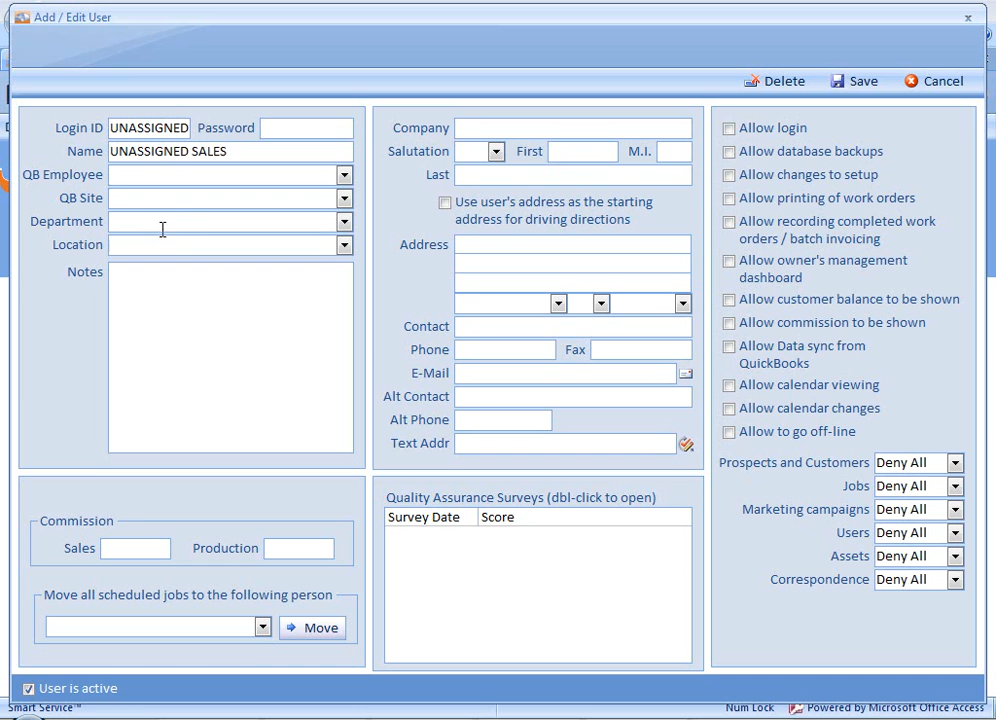 Add / Edit User
x
Delete Save Cancel
Login ID UNASSIGNED Password
Name UNASSIGNED SALES
QB Employee
QB Site
Department
Location
Notes
Commission
Sales Production
Move all scheduled jobs to the following person
Move
Company
Salutation First M.I.
Last
Use user's address as the starting
address for driving directions
Address
Contact
Phone Fax
E-Mail
Alt Contact
Alt Phone
Text Addr
Quality Assurance Surveys (dbl-click to open)
Survey Date Score
Allow login
Allow database backups
Allow changes to setup
Allow printing of work orders
Allow recording completed work
orders / batch invoicing
Allow owner's management
dashboard
Allow customer balance to be shown
Allow commission to be shown
Allow Data sync from
QuickBooks
Allow calendar viewing
Allow calendar changes
Allow to go off-line
Prospects and Customers Deny All
Jobs Deny All
Marketing campaigns Deny All
Users Deny All
Assets Deny All
Correspondence Deny All
User is active
Smart Service™ Num Lock Powered by Microsoft Office Access